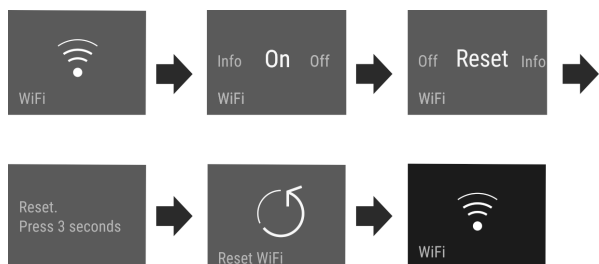 WiFi
Info On Off
WiFi
Off Reset Info
WiFi
Reset.
Press 3 seconds
Reset WiFi
WiFi